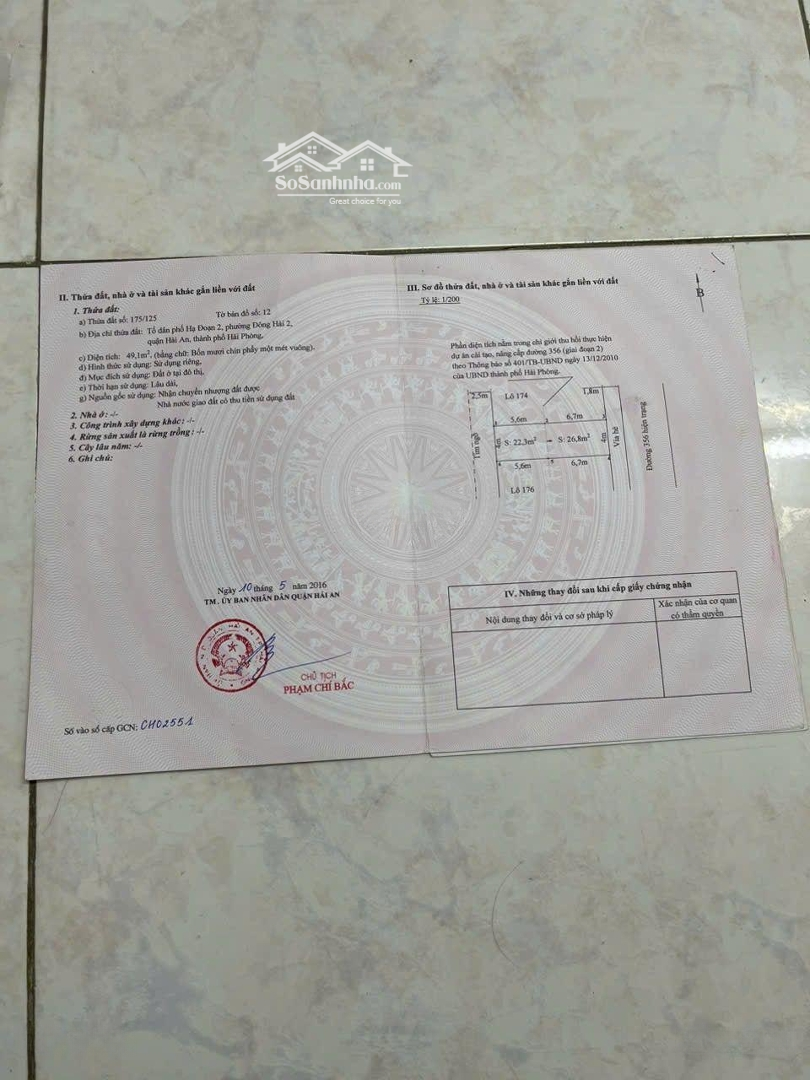 SoSanhnha.com
Great choice for you
II. Thửa đất, nhà ở và tài sản khác gắn liền với đất
1. Thửa đất:
a) Thửa đất số: 175/125 Tờ bản đồ số: 12
b) Địa chỉ thửa đất: Tổ dân phố Hạ Đoạn 2, phường Đông Hải 2,
quận Hải An, thành phố Hải Phòng,
c) Diện tích: 49,1m², (bằng chữ: Bốn mươi chín phẩy một mét vuông).
d) Hình thức sử dụng: Sử dụng riêng,
đ) Mục đích sử dụng: Đất ở tại đô thị,
e) Thời hạn sử dụng: Lâu dài,
g) Nguồn gốc sử dụng: Nhận chuyển nhượng đất được
Nhà nước giao đất có thu tiền sử dụng đất
2. Nhà ở: -/-
3. Công trình xây dựng khác: -/-
4. Rừng sản xuất là rừng trồng: -/-
5. Cây lâu năm: -/-
6. Ghi chú:
Ngày 10 tháng 5 năm 2016
TM. ỦY BAN NHÂN DÂN QUẬN HẢI AN
CHỦ TỊCH
PHẠM CHÍ BẮC
Số vào sổ cấp GCN: CH02551
III. Sơ đồ thửa đất, nhà ở và tài sản khác gắn liền với đất
Tỷ lệ: 1/200
B
Phần diện tích nằm trong chỉ giới thu hồi thực hiện
dự án cải tạo, nâng cấp đường 356 (giai đoạn 2)
theo Thông báo số 401/TB-UBND ngày 13/12/2010
của UBND thành phố Hải Phòng.
2,5m Lô 174 1,8m
5,6m 6,7m
Tim ngõ 4m S: 22,3m² S: 26,8m² 4m Vỉa hè Đường 356 hiện trạng
5,6m 6,7m
Lô 176
IV. Những thay đổi sau khi cấp giấy chứng nhận
Nội dung thay đổi và cơ sở pháp lý
Xác nhận của cơ quan
có thẩm quyền